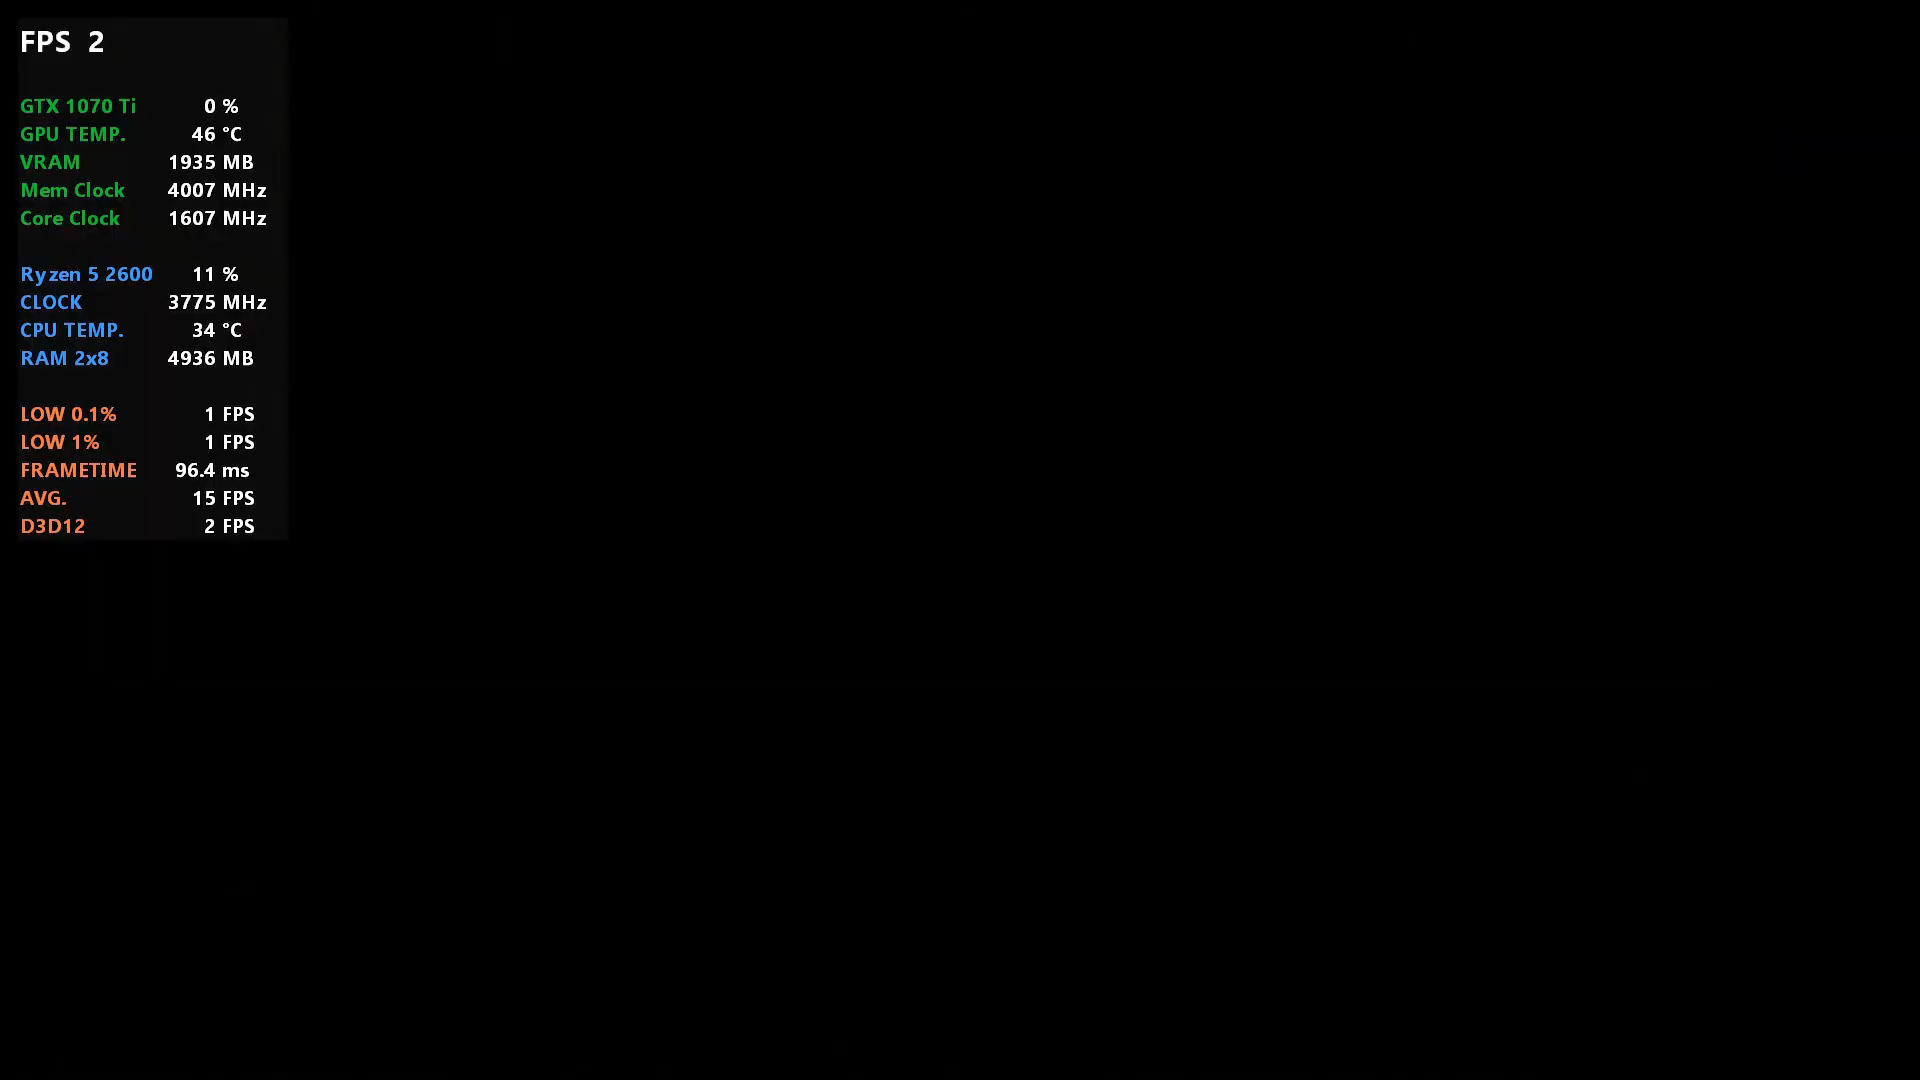 FPS 2
GTX 1070 Ti 0 %
GPU TEMP. 46 °C
VRAM 1935 MB
Mem Clock 4007 MHz
Core Clock 1607 MHz
Ryzen 5 2600 11 %
CLOCK 3775 MHz
CPU TEMP. 34 °C
RAM 2x8 4936 MB
LOW 0.1% 1 FPS
LOW 1% 1 FPS
FRAMETIME 96.4 ms
AVG. 15 FPS
D3D12 2 FPS